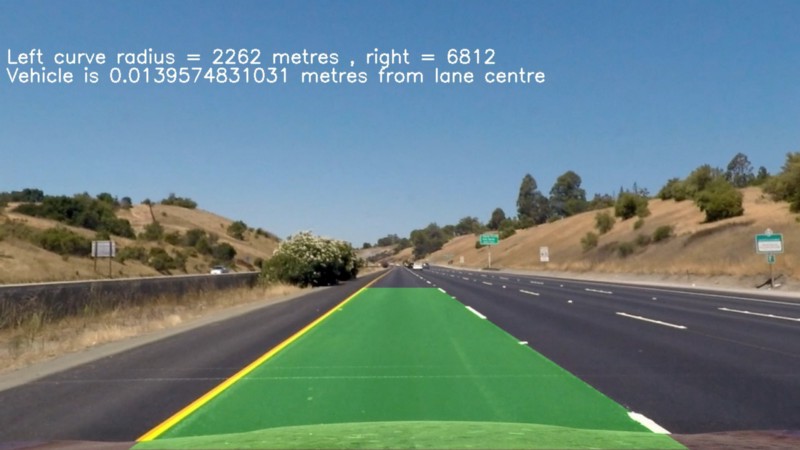 Left curve radius = 2262 metres , right = 6812
Vehicle is 0.0139574831031 metres from lane centre